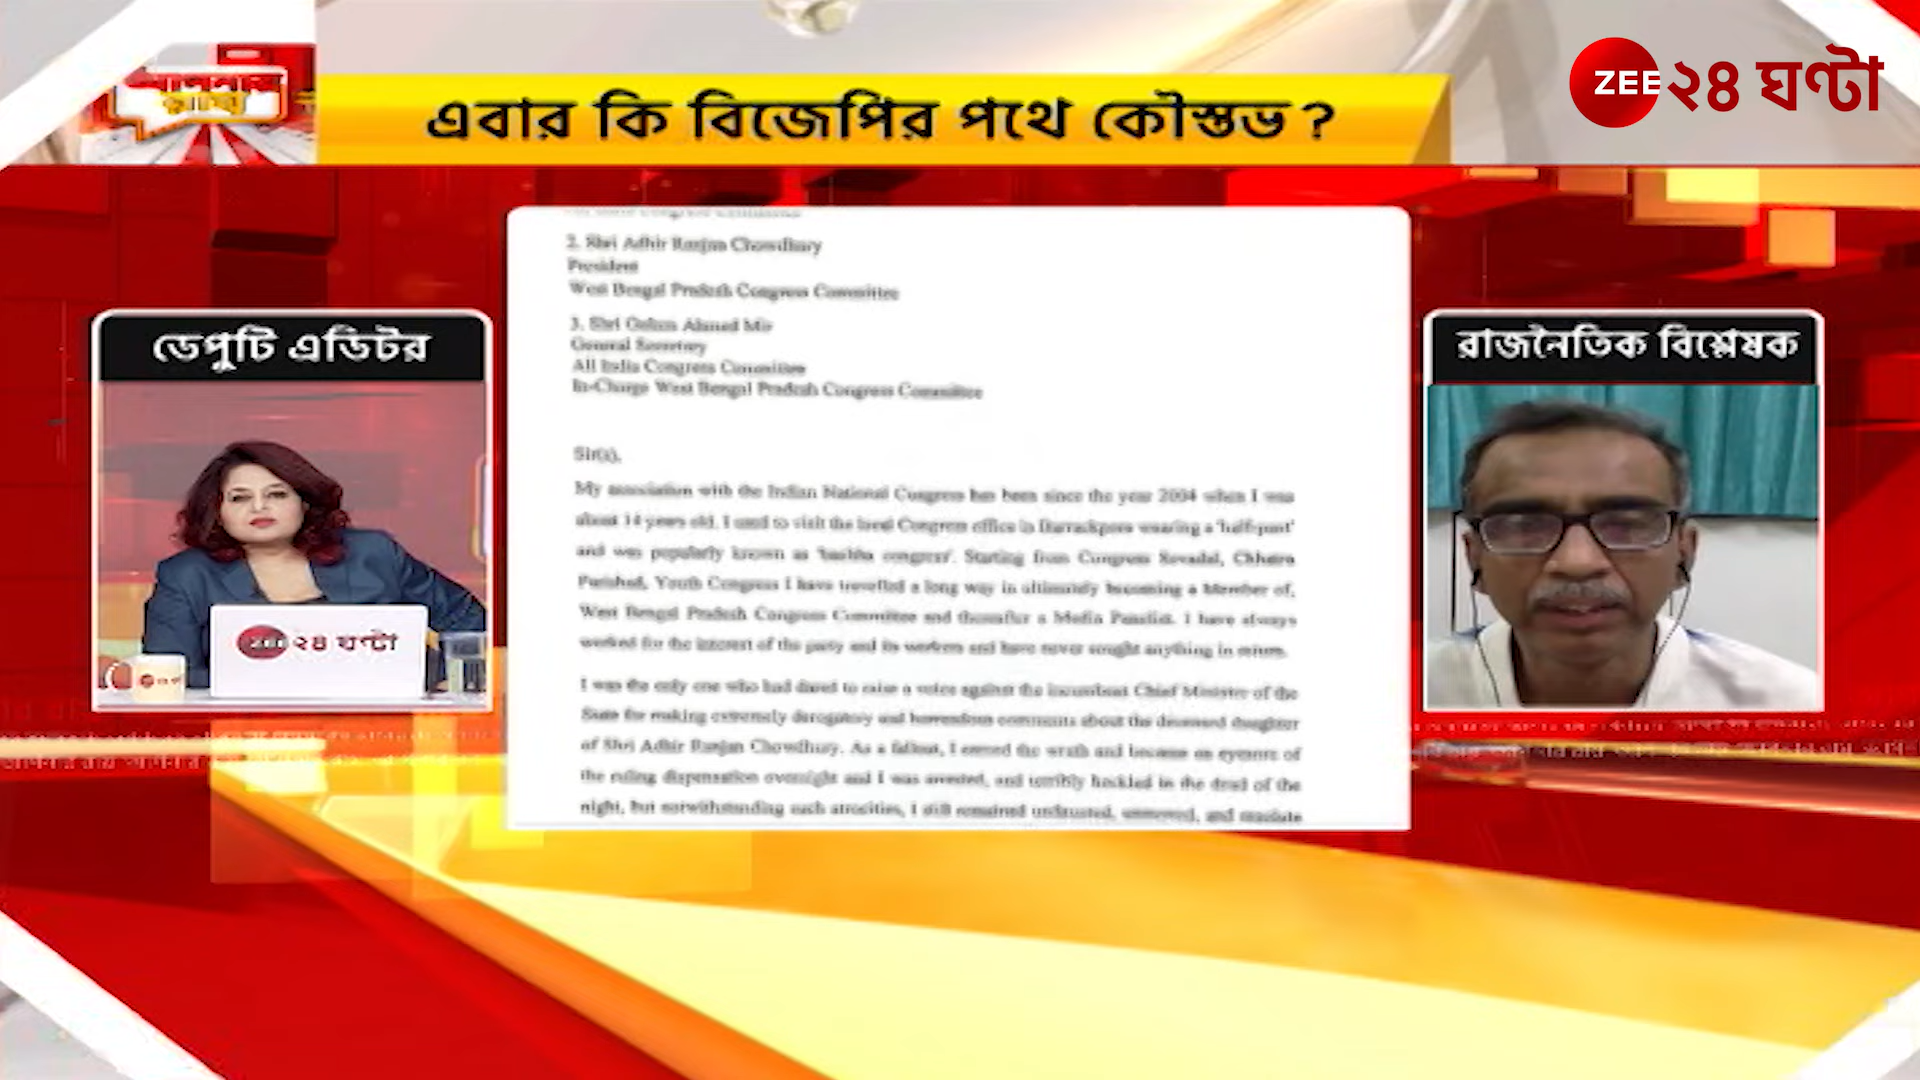 ZEE ২৪ ঘণ্টা
এবার কি বিজেপির পথে কৌস্তভ?
ডেপুটি এডিটর
রাজনৈতিক বিশ্লেষক
2. Shri Adhir Ranjan Chowdhury
President
West Bengal Pradesh Congress Committee
3. Shri Gulam Ahmed Mir
General Secretary
All India Congress Committee
In-Charge West Bengal Pradesh Congress Committee
Sir(s),
My association with the Indian National Congress has been since the year 2004 when I was
about 14 years old. I used to visit the local Congress office in Barrackpore wearing a 'half-pant'
and was popularly known as 'bachha congress'. Starting from Congress Sevadal, Chhatra
Parishad, Youth Congress I have travelled a long way in ultimately becoming a Member of,
West Bengal Pradesh Congress Committee and thereafter a Media Panelist. I have always
worked for the interest of the party and its workers and have never sought anything in return.
I was the only one who had dared to raise a voice against the incumbent Chief Minister of the
State for making extremely derogatory and horrendous comments about the deceased daughter
of Shri Adhir Ranjan Chowdhury. As a fallout, I earned the wrath and became an eyesore of
the ruling dispensation overnight and I was arrested, and terribly heckled in the dead of the
night, but notwithstanding such atrocities, I still remained undaunted, unmoved, and resolute
ZEE ২৪ ঘণ্টা